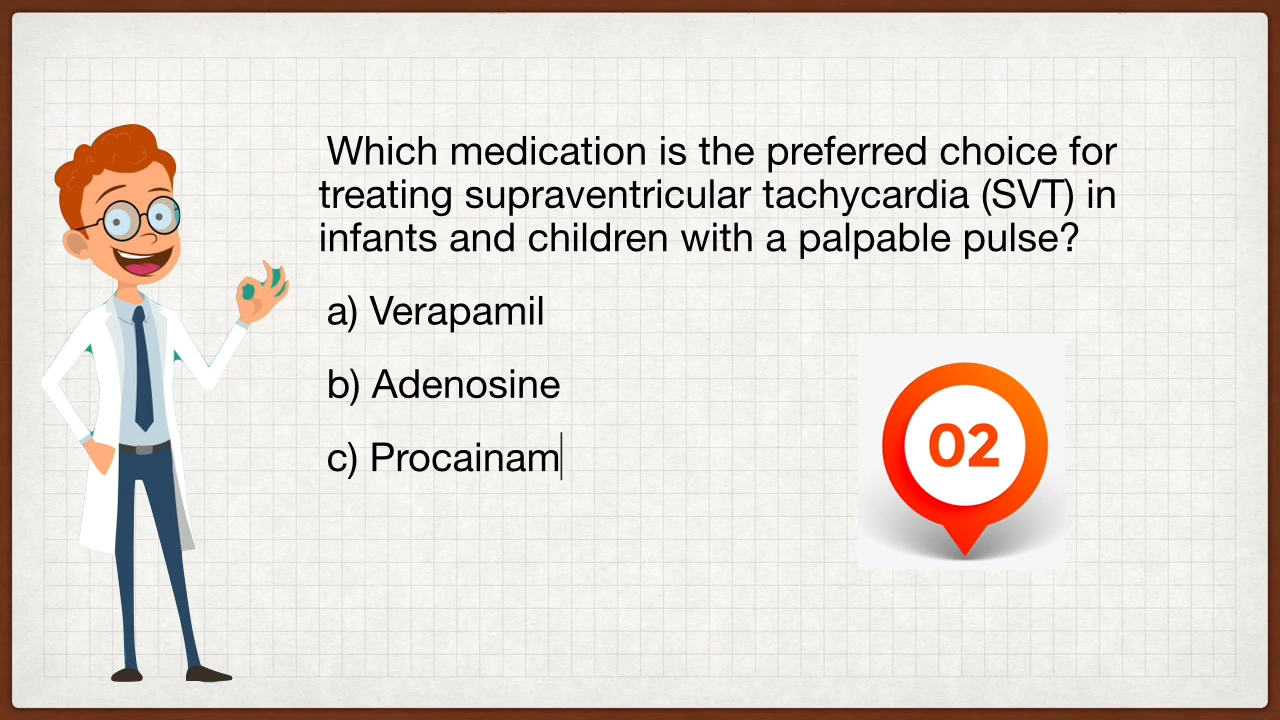 Which medication is the preferred choice for
treating supraventricular tachycardia (SVT) in
infants and children with a palpable pulse?
a) Verapamil
b) Adenosine
c) Procainam
02